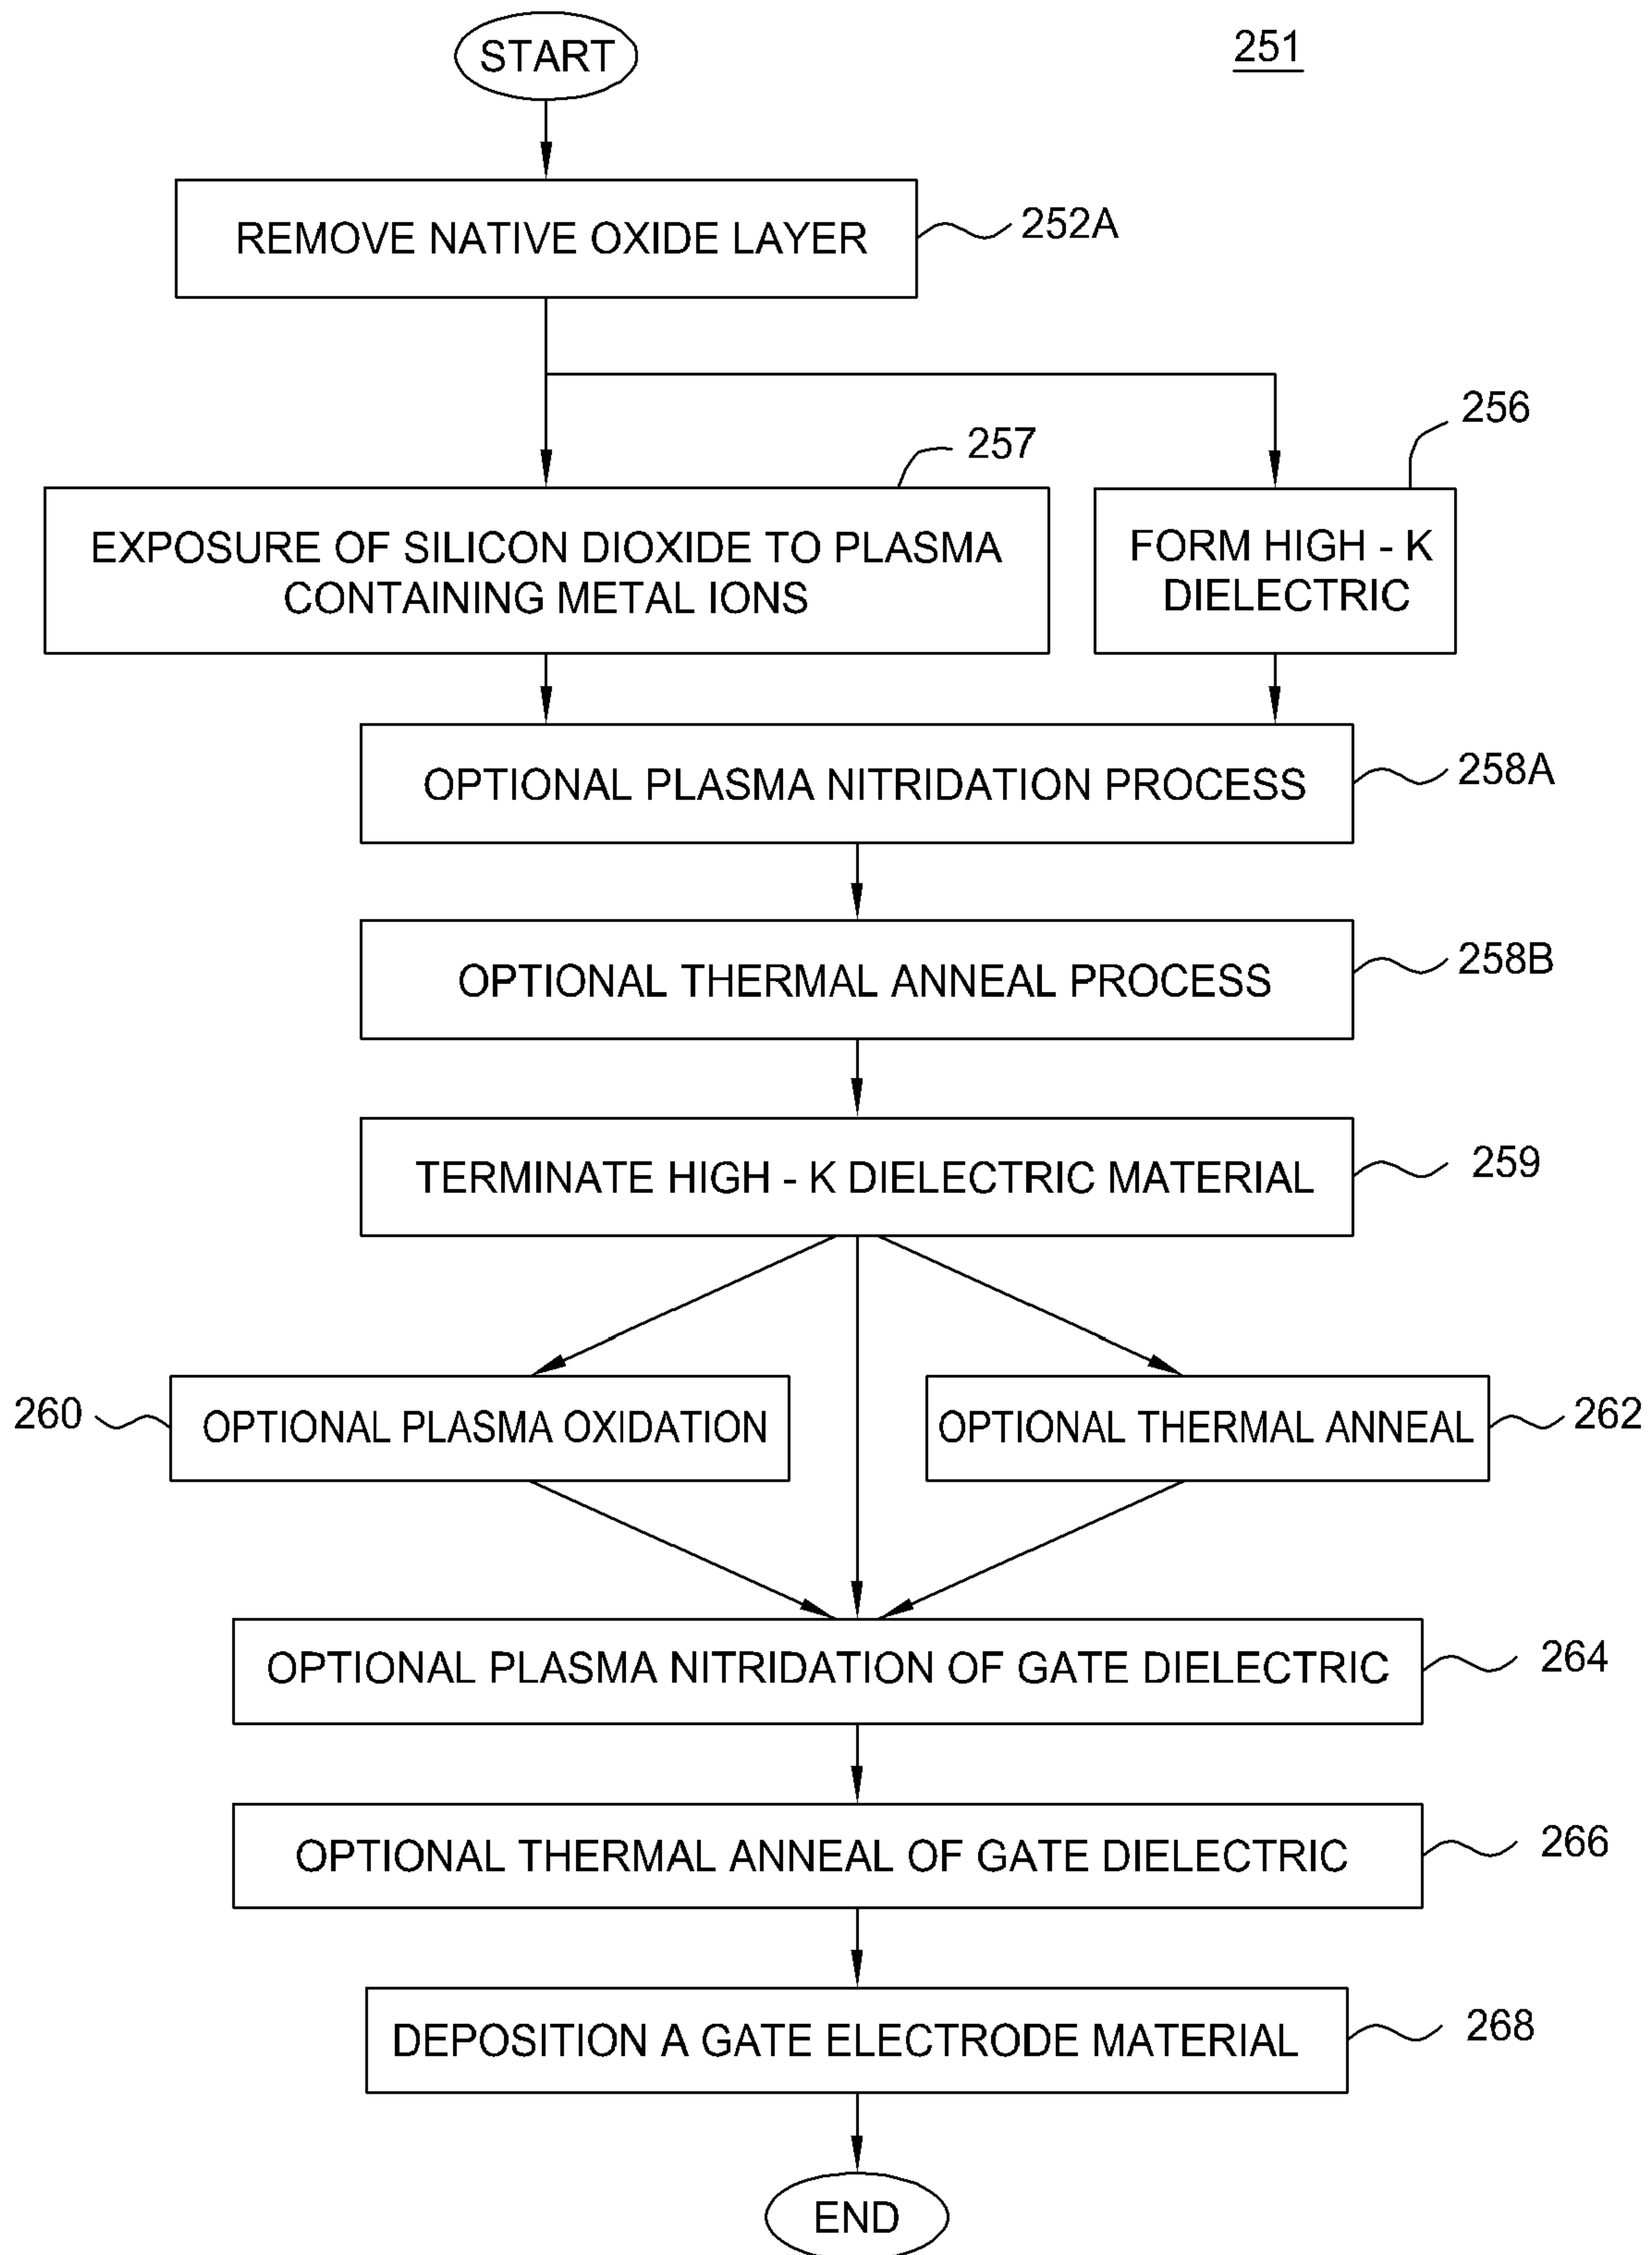 START
251
REMOVE NATIVE OXIDE LAYER
252A
256
257
EXPOSURE OF SILICON DIOXIDE TO PLASMA
CONTAINING METAL IONS
FORM HIGH - K
DIELECTRIC
OPTIONAL PLASMA NITRIDATION PROCESS
258A
OPTIONAL THERMAL ANNEAL PROCESS
258B
TERMINATE HIGH - K DIELECTRIC MATERIAL
259
260
OPTIONAL PLASMA OXIDATION
OPTIONAL THERMAL ANNEAL
262
OPTIONAL PLASMA NITRIDATION OF GATE DIELECTRIC
264
OPTIONAL THERMAL ANNEAL OF GATE DIELECTRIC
266
DEPOSITION A GATE ELECTRODE MATERIAL
268
END